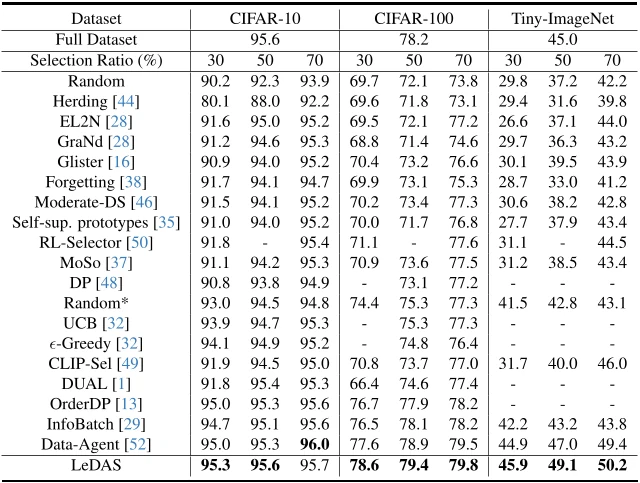 Dataset CIFAR-10 CIFAR-100 Tiny-ImageNet
Full Dataset 95.6 78.2 45.0
Selection Ratio (%) 30 50 70 30 50 70 30 50 70
Random 90.2 92.3 93.9 69.7 72.1 73.8 29.8 37.2 42.2
Herding [44] 80.1 88.0 92.2 69.6 71.8 73.1 29.4 31.6 39.8
EL2N [28] 91.6 95.0 95.2 69.5 72.1 77.2 26.6 37.1 44.0
GraNd [28] 91.2 94.6 95.3 68.8 71.4 74.6 29.7 36.3 43.2
Glister [16] 90.9 94.0 95.2 70.4 73.2 76.6 30.1 39.5 43.9
Forgetting [38] 91.7 94.1 94.7 69.9 73.1 75.3 28.7 33.0 41.2
Moderate-DS [46] 91.5 94.1 95.2 70.2 73.4 77.3 30.6 38.2 42.8
Self-sup. prototypes [35] 91.0 94.0 95.2 70.0 71.7 76.8 27.7 37.9 43.4
RL-Selector [50] 91.8 - 95.4 71.1 - 77.6 31.1 - 44.5
MoSo [37] 91.1 94.2 95.3 70.9 73.6 77.5 31.2 38.5 43.4
DP [48] 90.8 93.8 94.9 - 73.1 77.2 - - -
Random* 93.0 94.5 94.8 74.4 75.3 77.3 41.5 42.8 43.1
UCB [32] 93.9 94.7 95.3 - 75.3 77.3 - - -
ϵ-Greedy [32] 94.1 94.9 95.2 - 74.8 76.4 - - -
CLIP-Sel [49] 91.9 94.5 95.0 70.8 73.7 77.0 31.7 40.0 46.0
DUAL [1] 91.8 95.4 95.3 66.4 74.6 77.4 - - -
OrderDP [13] 95.0 95.3 95.6 76.7 77.9 78.2 - - -
InfoBatch [29] 94.7 95.1 95.6 76.5 78.1 78.2 42.2 43.2 43.8
Data-Agent [52] 95.0 95.3 96.0 77.6 78.9 79.5 44.9 47.0 49.4
LeDAS 95.3 95.6 95.7 78.6 79.4 79.8 45.9 49.1 50.2